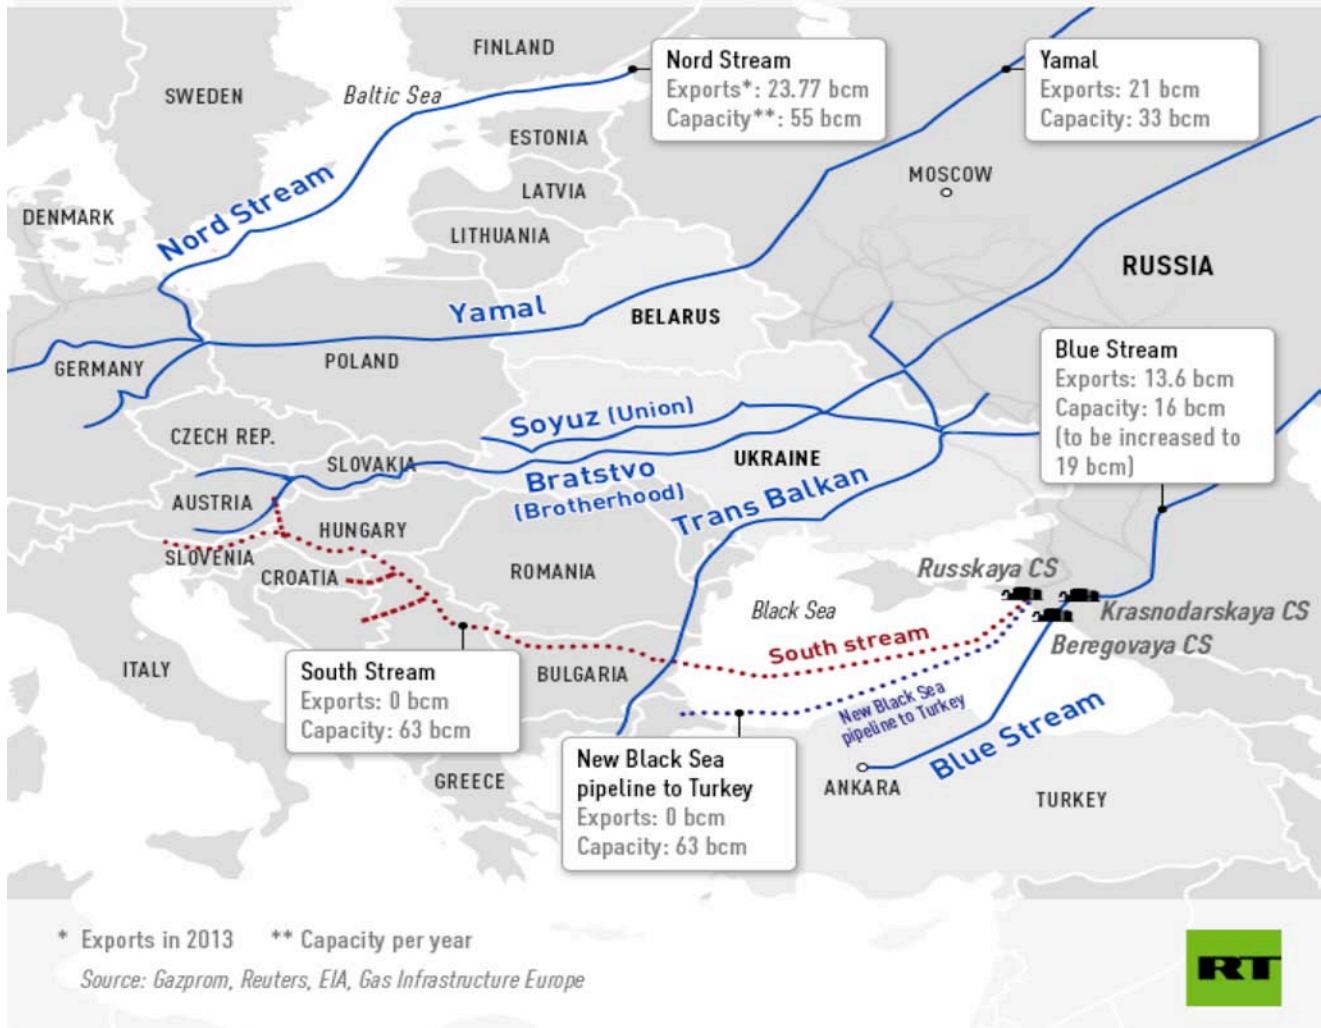 FINLAND
Nord Stream
Exports*: 23.77 bcm
Capacity**: 55 bcm
Yamal
Exports: 21 bcm
Capacity: 33 bcm
SWEDEN
Baltic Sea
ESTONIA
MOSCOW
LATVIA
DENMARK
Nord Stream
LITHUANIA
RUSSIA
Yamal
BELARUS
GERMANY
POLAND
Blue Stream
Exports: 13.6 bcm
Capacity: 16 bcm
(to be increased to
19 bcm)
Soyuz (Union)
CZECH REP.
SLOVAKIA
UKRAINE
Bratstvo
(Brotherhood)
Trans Balkan
AUSTRIA
HUNGARY
SLOVENIA
CROATIA
ROMANIA
Russkaya CS
Black Sea
Krasnodarskaya CS
Beregovaya CS
South stream
ITALY
South Stream
Exports: 0 bcm
Capacity: 63 bcm
BULGARIA
New Black Sea
pipeline to Turkey
Blue Stream
New Black Sea
pipeline to Turkey
Exports: 0 bcm
Capacity: 63 bcm
GREECE
ANKARA
TURKEY
* Exports in 2013 ** Capacity per year
Source: Gazprom, Reuters, EIA, Gas Infrastructure Europe
RT